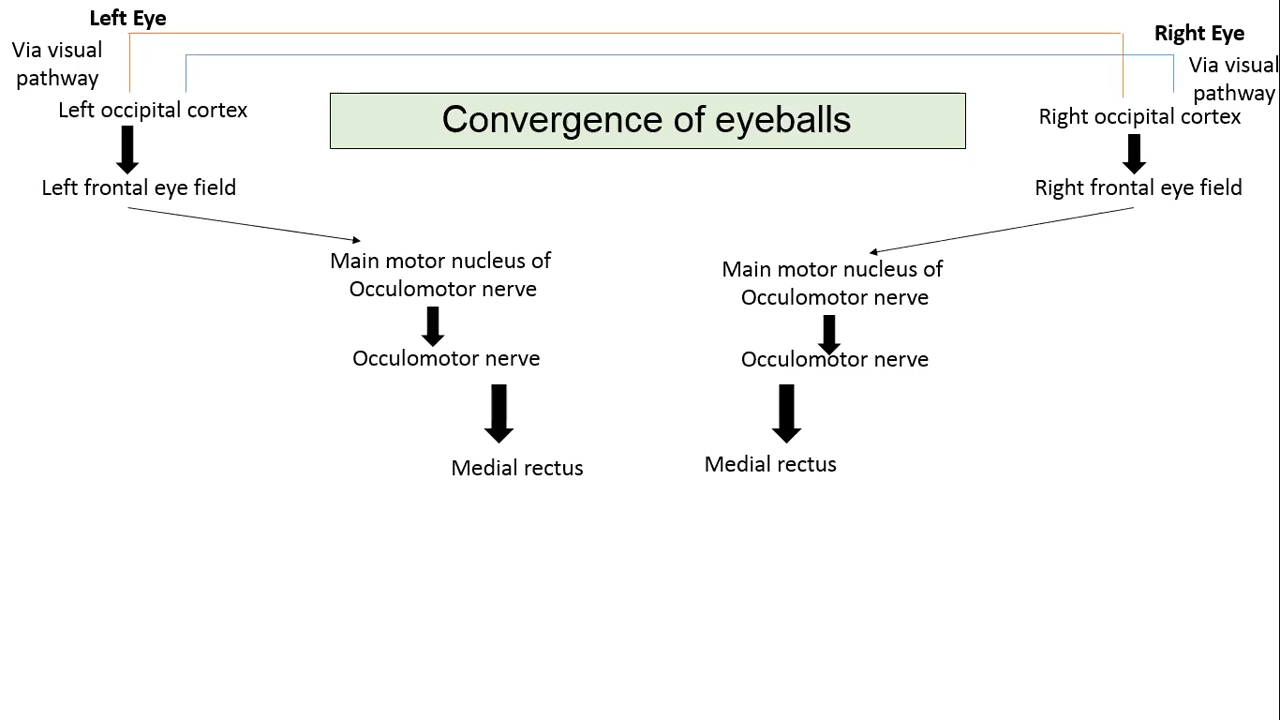 Left Eye
Right Eye
Via visual
pathway
Via visual
pathway
Left occipital cortex
Convergence of eyeballs
Right occipital cortex
Left frontal eye field
Right frontal eye field
Main motor nucleus of
Occulomotor nerve
Main motor nucleus of
Occulomotor nerve
Occulomotor nerve
Occulomotor nerve
Medial rectus
Medial rectus